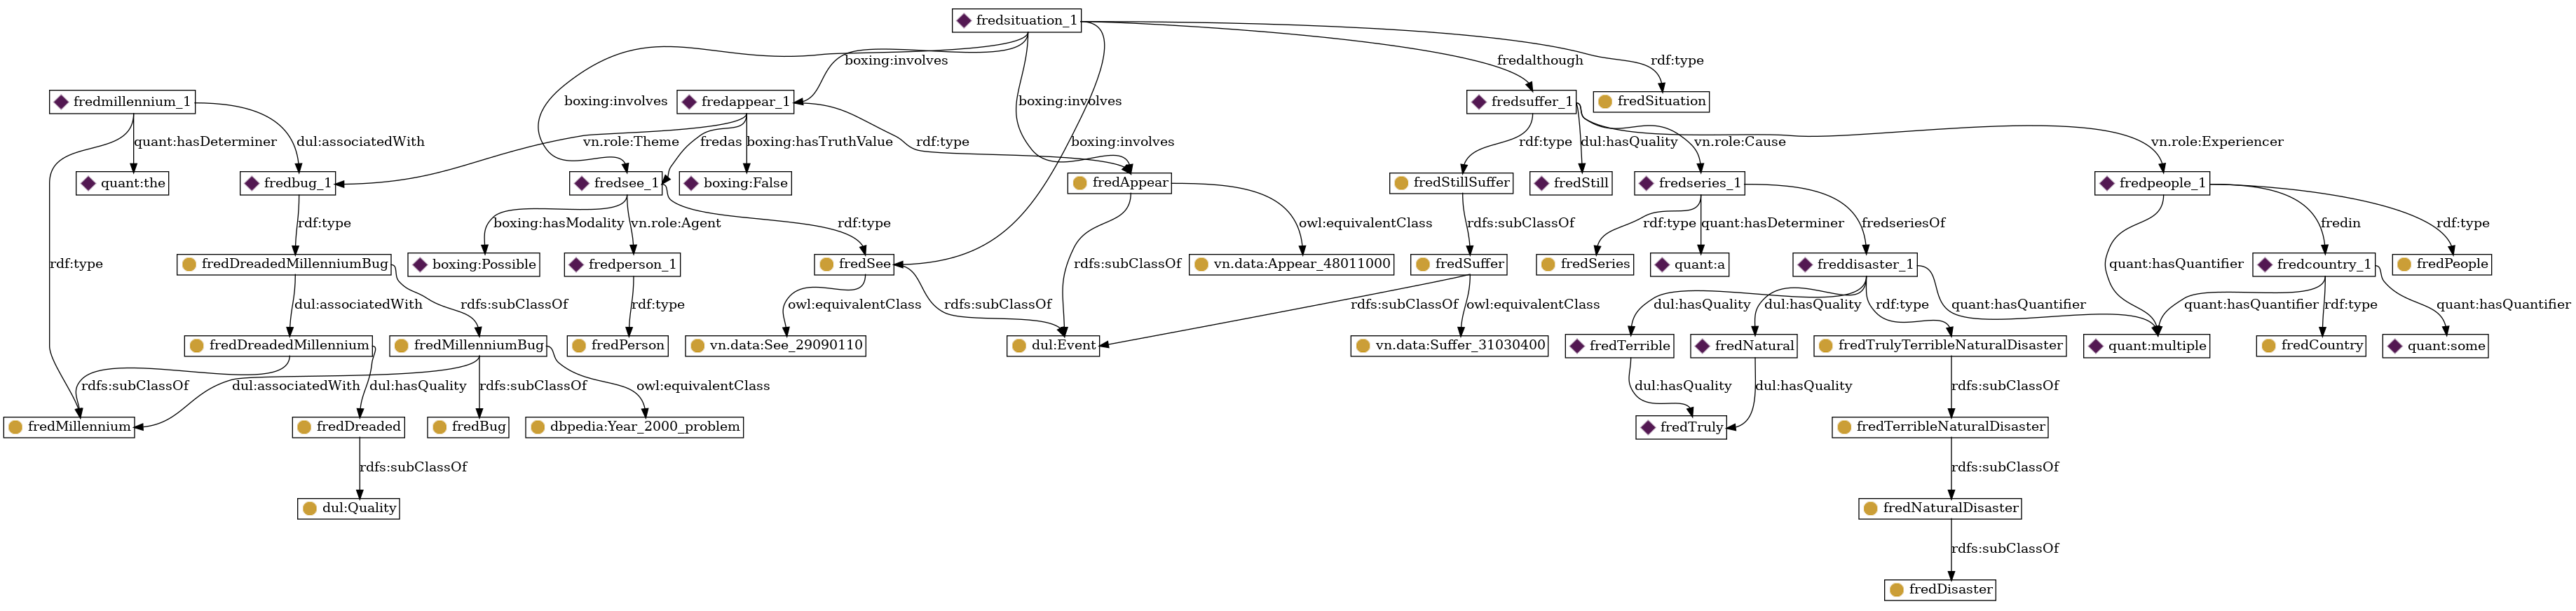 fredsituation_1
boxing:involves
fredalthough
rdf:type
fredmillennium_1
boxing:involves
fredappear_1
boxing:involves
fredsuffer_1
fredSituation
quant:hasDeterminer
dul:associatedWith
vn.role:Theme
fredas
boxing:hasTruthValue
rdf:type
boxing:involves
rdf:type
dul:hasQuality
vn.role:Cause
vn.role:Experiencer
quant:the
fredbug_1
fredsee_1
boxing:False
fredAppear
fredStillSuffer
fredStill
fredseries_1
fredpeople_1
rdf:type
boxing:hasModality
vn.role:Agent
rdf:type
owl:equivalentClass
rdfs:subClassOf
rdf:type
quant:hasDeterminer
fredseriesOf
fredin
rdf:type
rdf:type
fredDreadedMillenniumBug
boxing:Possible
fredperson_1
fredSee
rdfs:subClassOf
vn.data:Appear_48011000
fredSuffer
fredSeries
quant:a
freddisaster_1
quant:hasQuantifier
fredcountry_1
fredPeople
dul:associatedWith
rdfs:subClassOf
rdf:type
owl:equivalentClass
rdfs:subClassOf
rdfs:subClassOf
owl:equivalentClass
dul:hasQuality
dul:hasQuality
rdf:type
quant:hasQuantifier
quant:hasQuantifier
rdf:type
quant:hasQuantifier
fredDreadedMillennium
fredMillenniumBug
fredPerson
vn.data:See_29090110
dul:Event
vn.data:Suffer_31030400
fredTerrible
fredNatural
fredTrulyTerribleNaturalDisaster
quant:multiple
fredCountry
quant:some
rdfs:subClassOf
dul:associatedWith
dul:hasQuality
rdfs:subClassOf
owl:equivalentClass
dul:hasQuality
dul:hasQuality
rdfs:subClassOf
fredMillennium
fredDreaded
fredBug
dbpedia:Year_2000_problem
fredTruly
fredTerribleNaturalDisaster
rdfs:subClassOf
rdfs:subClassOf
dul:Quality
fredNaturalDisaster
rdfs:subClassOf
fredDisaster